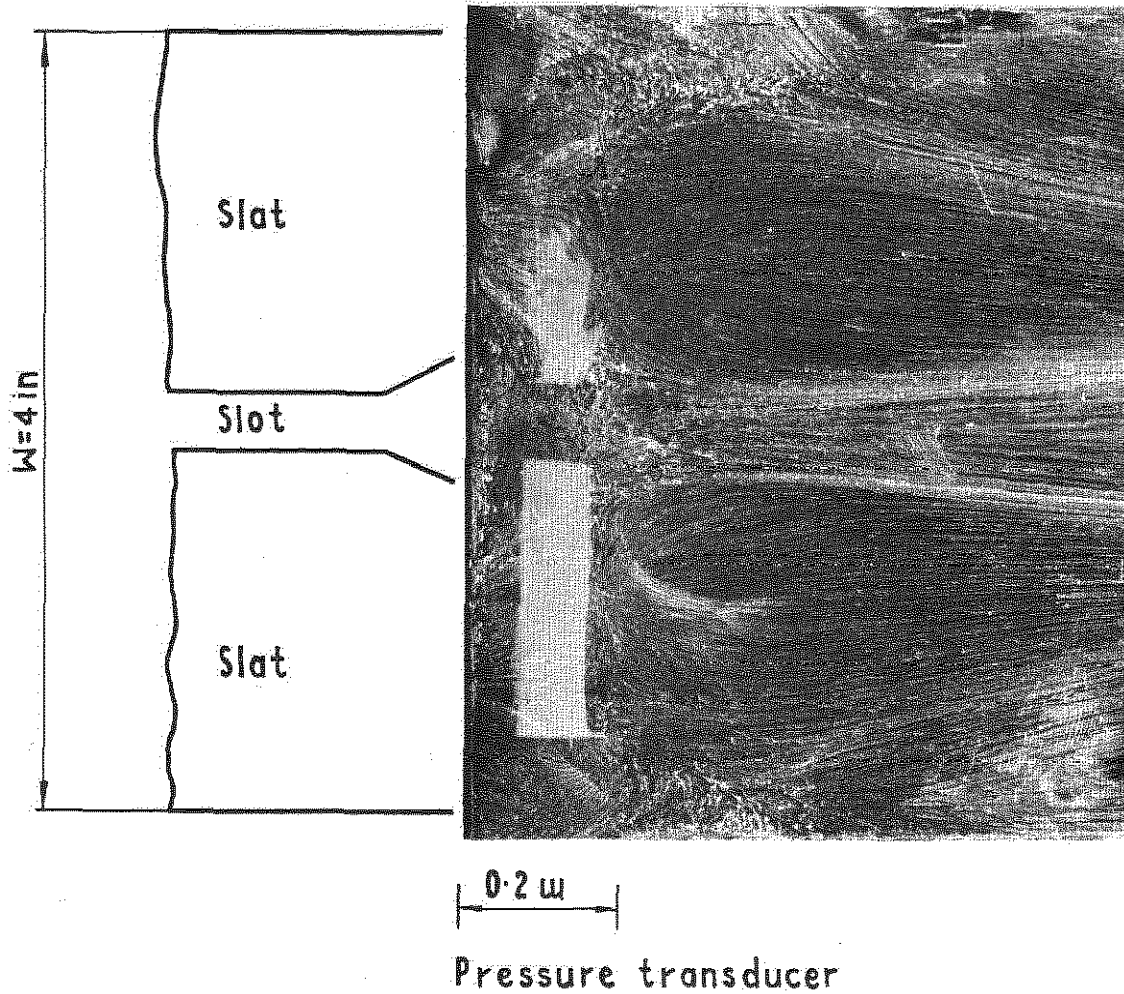 Slat
W=4in
Slot
Slat
0·2 w
Pressure transducer